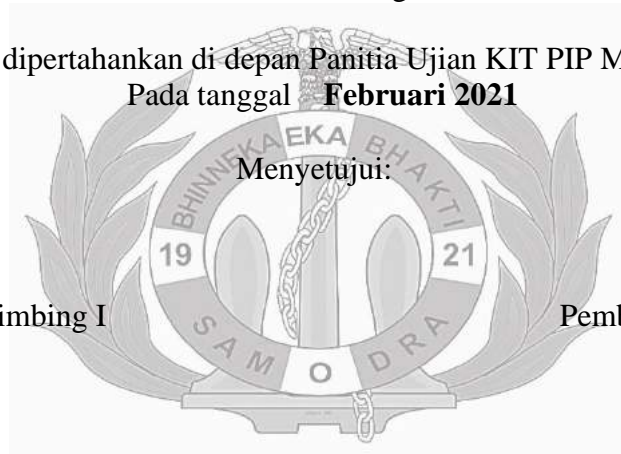 dipertahankan di depan Panitia Ujian KIT PIP M
Pada tanggal Februari 2021
BHINNEKA EKA BHAKTI
Menyetujui:
19 21
imbing I Pemb
SAMODRA